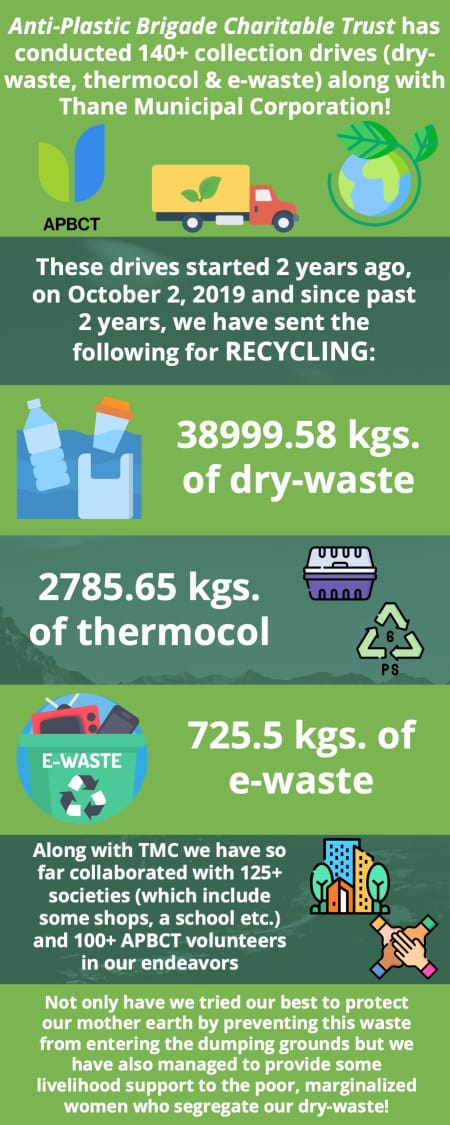 Anti-Plastic Brigade Charitable Trust has
conducted 140+ collection drives (dry-
waste, thermocol & e-waste) along with
Thane Municipal Corporation!
APBCT
These drives started 2 years ago,
on October 2, 2019 and since past
2 years, we have sent the
following for RECYCLING:
38999.58 kgs.
of dry-waste
2785.65 kgs.
of thermocol
6
PS
E-WASTE
725.5 kgs. of
e-waste
Along with TMC we have so
far collaborated with 125+
societies (which include
some shops, a school etc.)
and 100+ APBCT volunteers
in our endeavors
Not only have we tried our best to protect
our mother earth by preventing this waste
from entering the dumping grounds but we
have also managed to provide some
livelihood support to the poor, marginalized
women who segregate our dry-waste!